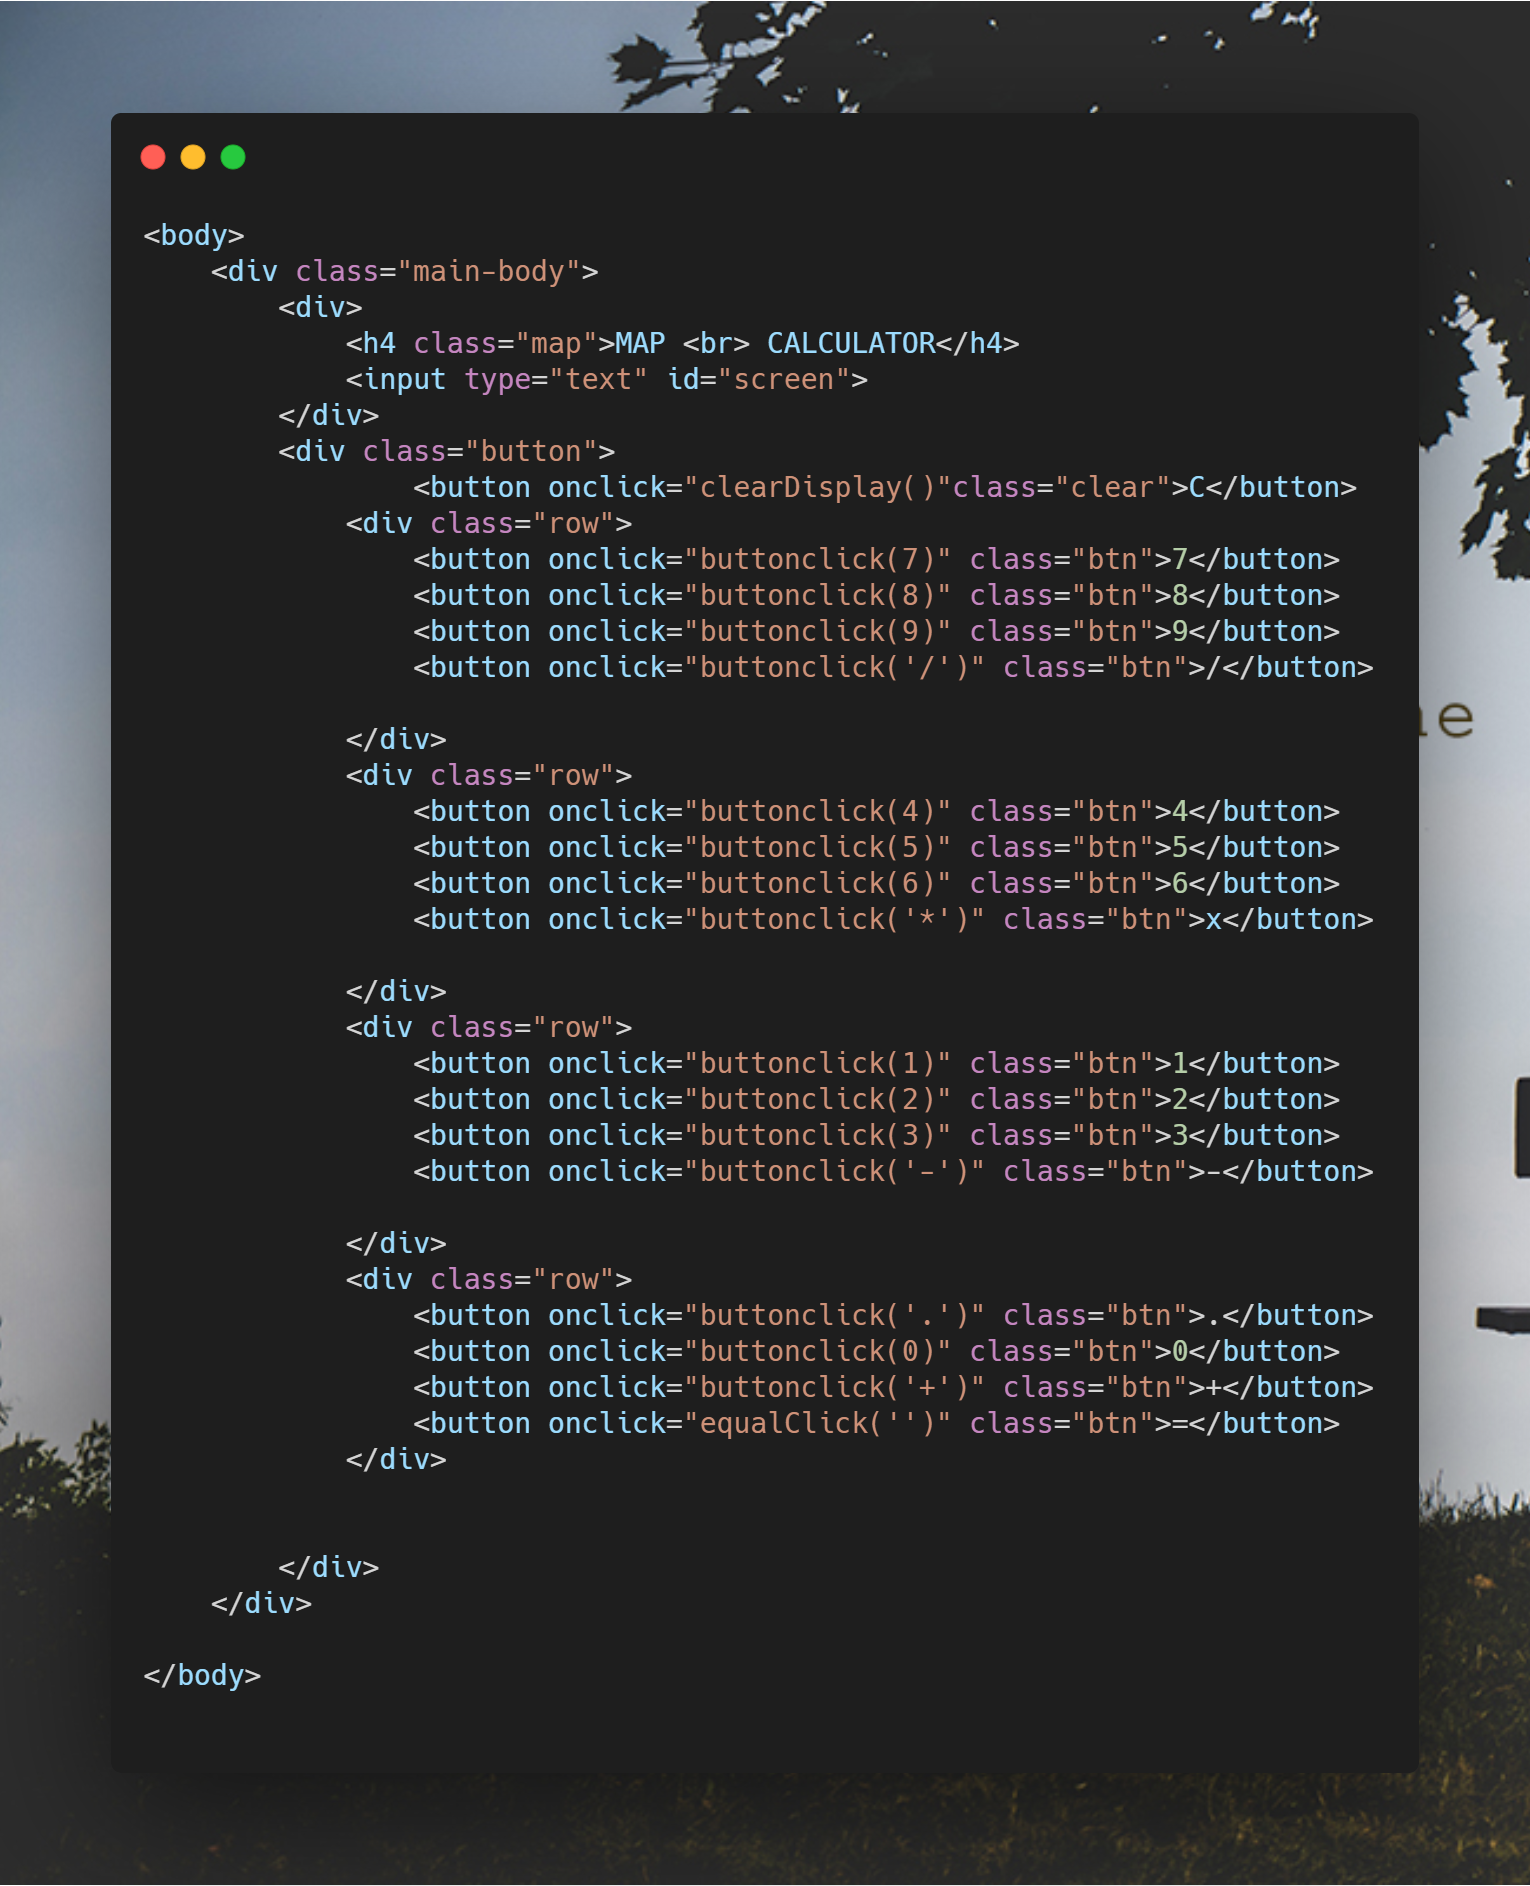 <body>
    <div class="main-body">
        <div>
            <h4 class="map">MAP <br> CALCULATOR</h4>
            <input type="text" id="screen">
        </div>
        <div class="button">
                <button onclick="clearDisplay()"class="clear">C</button>
            <div class="row">
                <button onclick="buttonclick(7)" class="btn">7</button>
                <button onclick="buttonclick(8)" class="btn">8</button>
                <button onclick="buttonclick(9)" class="btn">9</button>
                <button onclick="buttonclick('/')" class="btn">/</button>
            </div>
            <div class="row">
                <button onclick="buttonclick(4)" class="btn">4</button>
                <button onclick="buttonclick(5)" class="btn">5</button>
                <button onclick="buttonclick(6)" class="btn">6</button>
                <button onclick="buttonclick('*')" class="btn">x</button>
            </div>
            <div class="row">
                <button onclick="buttonclick(1)" class="btn">1</button>
                <button onclick="buttonclick(2)" class="btn">2</button>
                <button onclick="buttonclick(3)" class="btn">3</button>
                <button onclick="buttonclick('-')" class="btn">-</button>
            </div>
            <div class="row">
                <button onclick="buttonclick('.')" class="btn">.</button>
                <button onclick="buttonclick(0)" class="btn">0</button>
                <button onclick="buttonclick('+')" class="btn">+</button>
                <button onclick="equalClick('')" class="btn">=</button>
            </div>
        </div>
    </div>
</body>